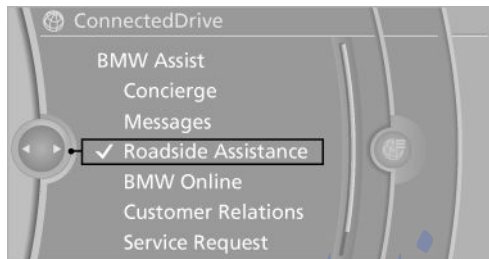 ConnectedDrive
BMW Assist
Concierge
Messages
Roadside Assistance
BMW Online
Customer Relations
Service Request